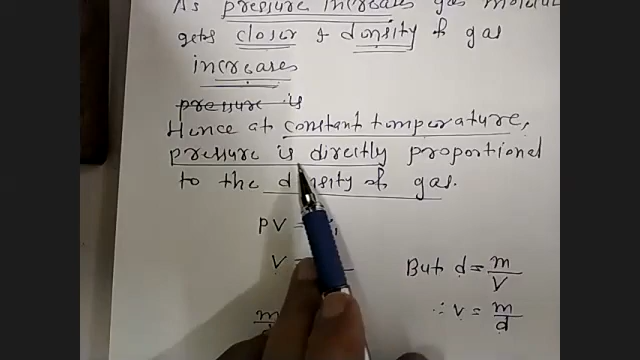 As pressure increases gas
gets closer & density of gas
increases
pressure is
Hence at constant temperature,
pressure is directly proportional
to the density of gas.
PV =
V =
But d = m/V
∴ V = m/d
m